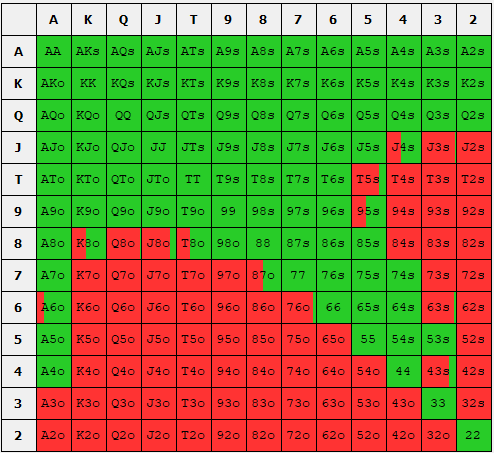 A K Q J T 9 8 7 6 5 4 3 2
A AA AKs AQs AJs ATs A9s A8s A7s A6s A5s A4s A3s A2s
K AKo KK KQs KJs KTs K9s K8s K7s K6s K5s K4s K3s K2s
Q AQo KQo QQ QJs QTs Q9s Q8s Q7s Q6s Q5s Q4s Q3s Q2s
J AJo KJo QJo JJ JTs J9s J8s J7s J6s J5s J4s J3s J2s
T ATo KTo QTo JTo TT T9s T8s T7s T6s T5s T4s T3s T2s
9 A9o K9o Q9o J9o T9o 99 98s 97s 96s 95s 94s 93s 92s
8 A8o K8o Q8o J8o T8o 98o 88 87s 86s 85s 84s 83s 82s
7 A7o K7o Q7o J7o T7o 97o 87o 77 76s 75s 74s 73s 72s
6 A6o K6o Q6o J6o T6o 96o 86o 76o 66 65s 64s 63s 62s
5 A5o K5o Q5o J5o T5o 95o 85o 75o 65o 55 54s 53s 52s
4 A4o K4o Q4o J4o T4o 94o 84o 74o 64o 54o 44 43s 42s
3 A3o K3o Q3o J3o T3o 93o 83o 73o 63o 53o 43o 33 32s
2 A2o K2o Q2o J2o T2o 92o 82o 72o 62o 52o 42o 32o 22